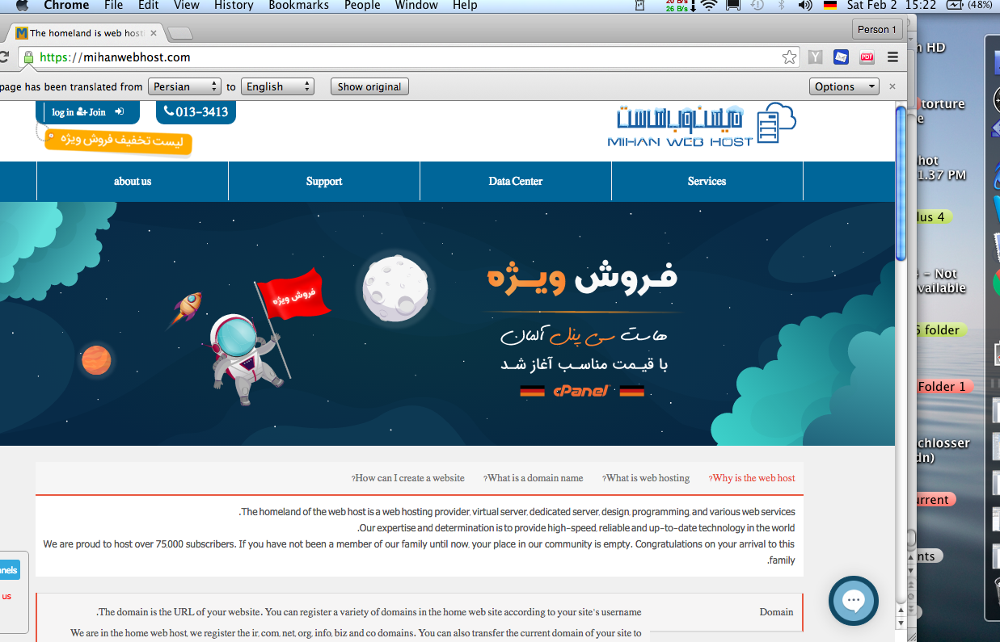 Chrome File Edit View History Bookmarks People Window Help
26 B/s Sat Feb 2 15:22 (48%)
The homeland is web hosti
Person 1
https://mihanwebhost.com
PDF
page has been translated from Persian to English Show original Options
log in Join 013-3413
لیست تخفیف فروش ویژه
میهن‌وب‌هاست
MIHAN WEB HOST
about us Support Data Center Services
فروش ویژه
فروش ویژه
هاست سی پنل آلمان
با قیمت مناسب آغاز شد
cPanel
?How can I create a website ?What is a domain name ?What is web hosting ?Why is the web host
.The homeland of the web host is a web hosting provider, virtual server, dedicated server, design, programming, and various web services
.Our expertise and determination is to provide high-speed, reliable and up-to-date technology in the world
We are proud to host over 75,000 subscribers. If you have not been a member of our family until now, your place in our community is empty. Congratulations on your arrival to this
.family
nels
us
.The domain is the URL of your website. You can register a variety of domains in the home web site according to your site's username
Domain
We are in the home web host, we register the ir, com, net, org, info, biz and co domains. You can also transfer the current domain of your site to
HD
torture
e
hot
1.37 PM
lus 4
- Not
vailable
5 folder
Folder 1
chlosser
dn)
urrent
nts